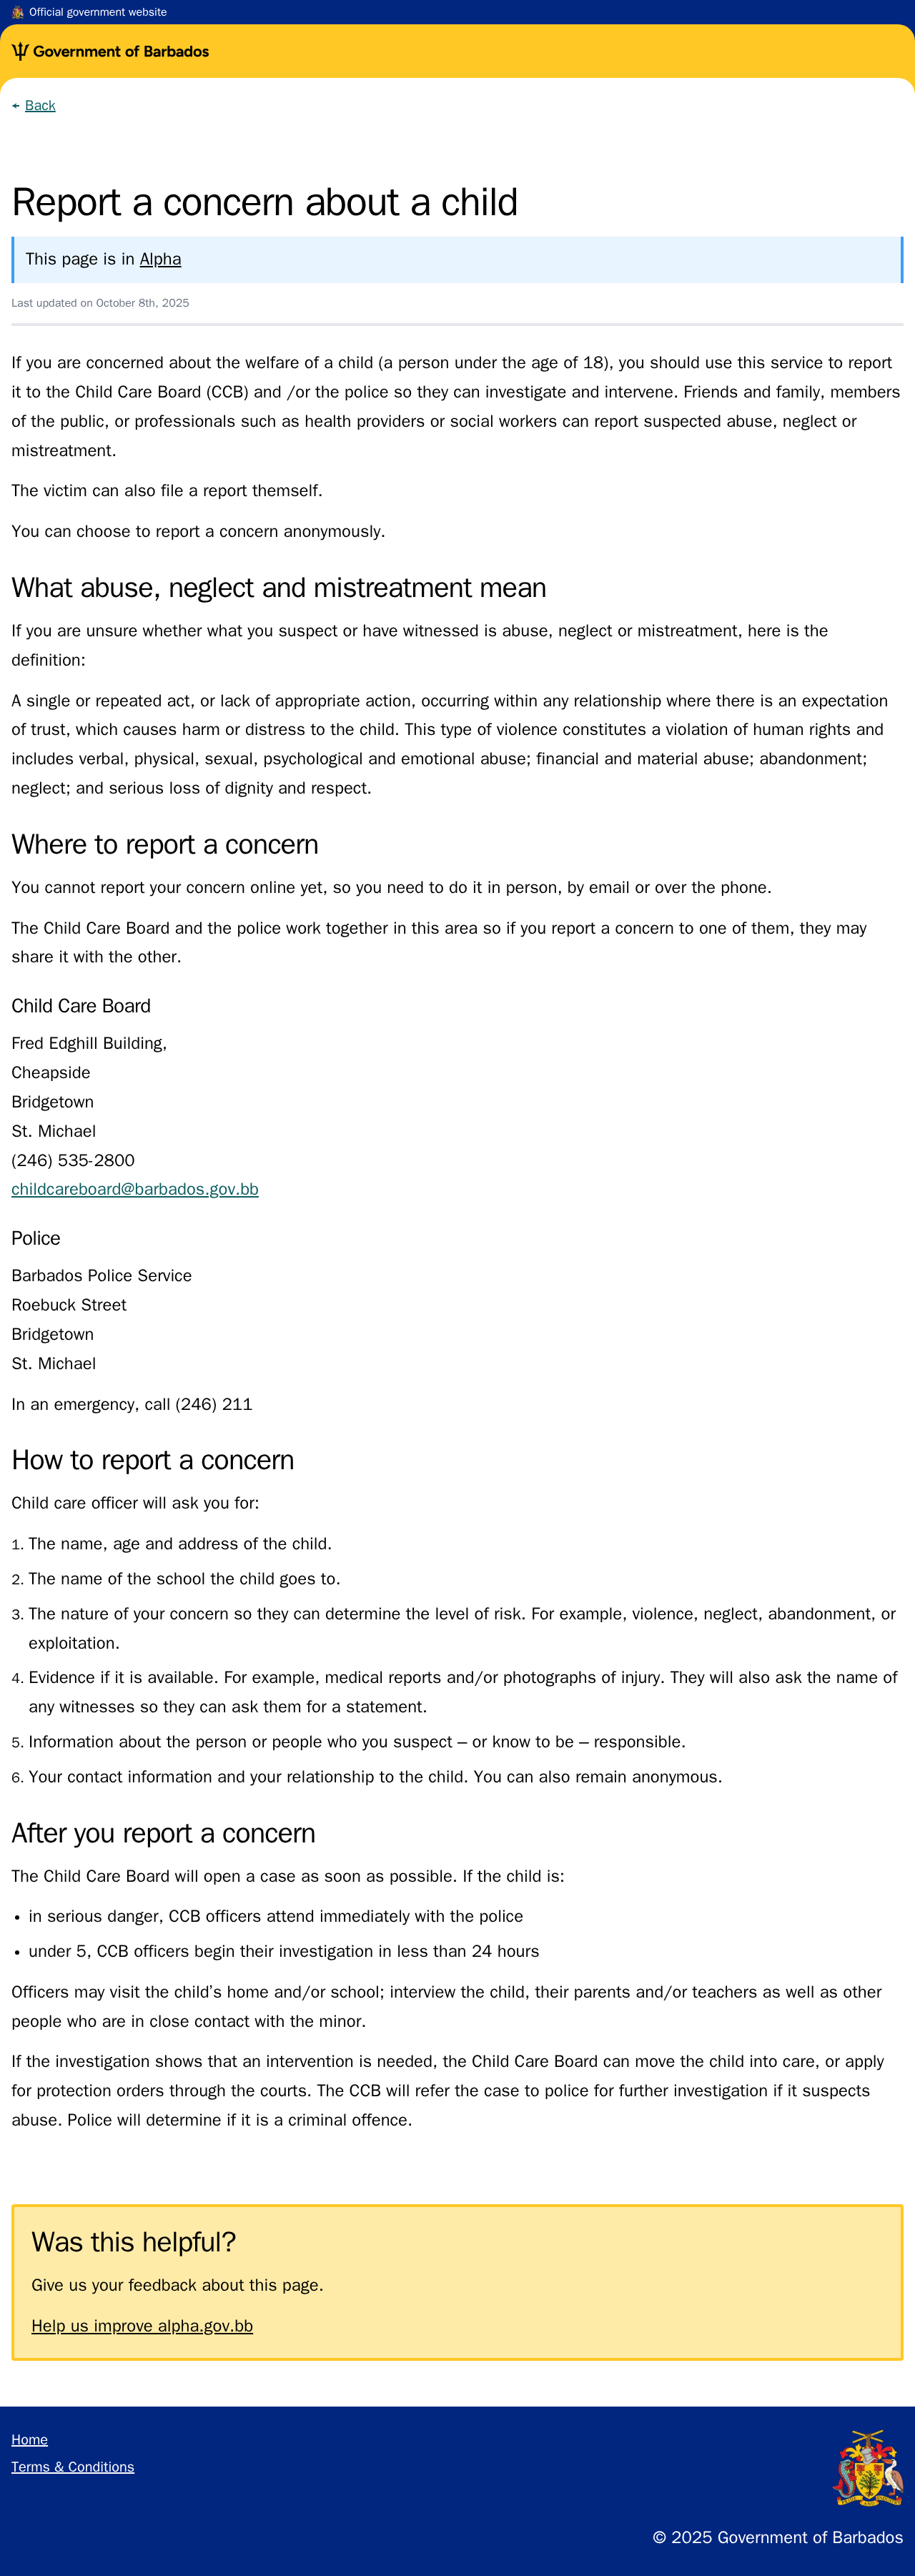 Official government website
Government of Barbados
← Back
Report a concern about a child
This page is in Alpha
Last updated on October 8th, 2025
If you are concerned about the welfare of a child (a person under the age of 18), you should use this service to report
it to the Child Care Board (CCB) and /or the police so they can investigate and intervene. Friends and family, members
of the public, or professionals such as health providers or social workers can report suspected abuse, neglect or
mistreatment.
The victim can also file a report themself.
You can choose to report a concern anonymously.
What abuse, neglect and mistreatment mean
If you are unsure whether what you suspect or have witnessed is abuse, neglect or mistreatment, here is the
definition:
A single or repeated act, or lack of appropriate action, occurring within any relationship where there is an expectation
of trust, which causes harm or distress to the child. This type of violence constitutes a violation of human rights and
includes verbal, physical, sexual, psychological and emotional abuse; financial and material abuse; abandonment;
neglect; and serious loss of dignity and respect.
Where to report a concern
You cannot report your concern online yet, so you need to do it in person, by email or over the phone.
The Child Care Board and the police work together in this area so if you report a concern to one of them, they may
share it with the other.
Child Care Board
Fred Edghill Building,
Cheapside
Bridgetown
St. Michael
(246) 535-2800
childcareboard@barbados.gov.bb
Police
Barbados Police Service
Roebuck Street
Bridgetown
St. Michael
In an emergency, call (246) 211
How to report a concern
Child care officer will ask you for:
1. The name, age and address of the child.
2. The name of the school the child goes to.
3. The nature of your concern so they can determine the level of risk. For example, violence, neglect, abandonment, or
exploitation.
4. Evidence if it is available. For example, medical reports and/or photographs of injury. They will also ask the name of
any witnesses so they can ask them for a statement.
5. Information about the person or people who you suspect – or know to be – responsible.
6. Your contact information and your relationship to the child. You can also remain anonymous.
After you report a concern
The Child Care Board will open a case as soon as possible. If the child is:
• in serious danger, CCB officers attend immediately with the police
• under 5, CCB officers begin their investigation in less than 24 hours
Officers may visit the child's home and/or school; interview the child, their parents and/or teachers as well as other
people who are in close contact with the minor.
If the investigation shows that an intervention is needed, the Child Care Board can move the child into care, or apply
for protection orders through the courts. The CCB will refer the case to police for further investigation if it suspects
abuse. Police will determine if it is a criminal offence.
Was this helpful?
Give us your feedback about this page.
Help us improve alpha.gov.bb
Home
Terms & Conditions
© 2025 Government of Barbados